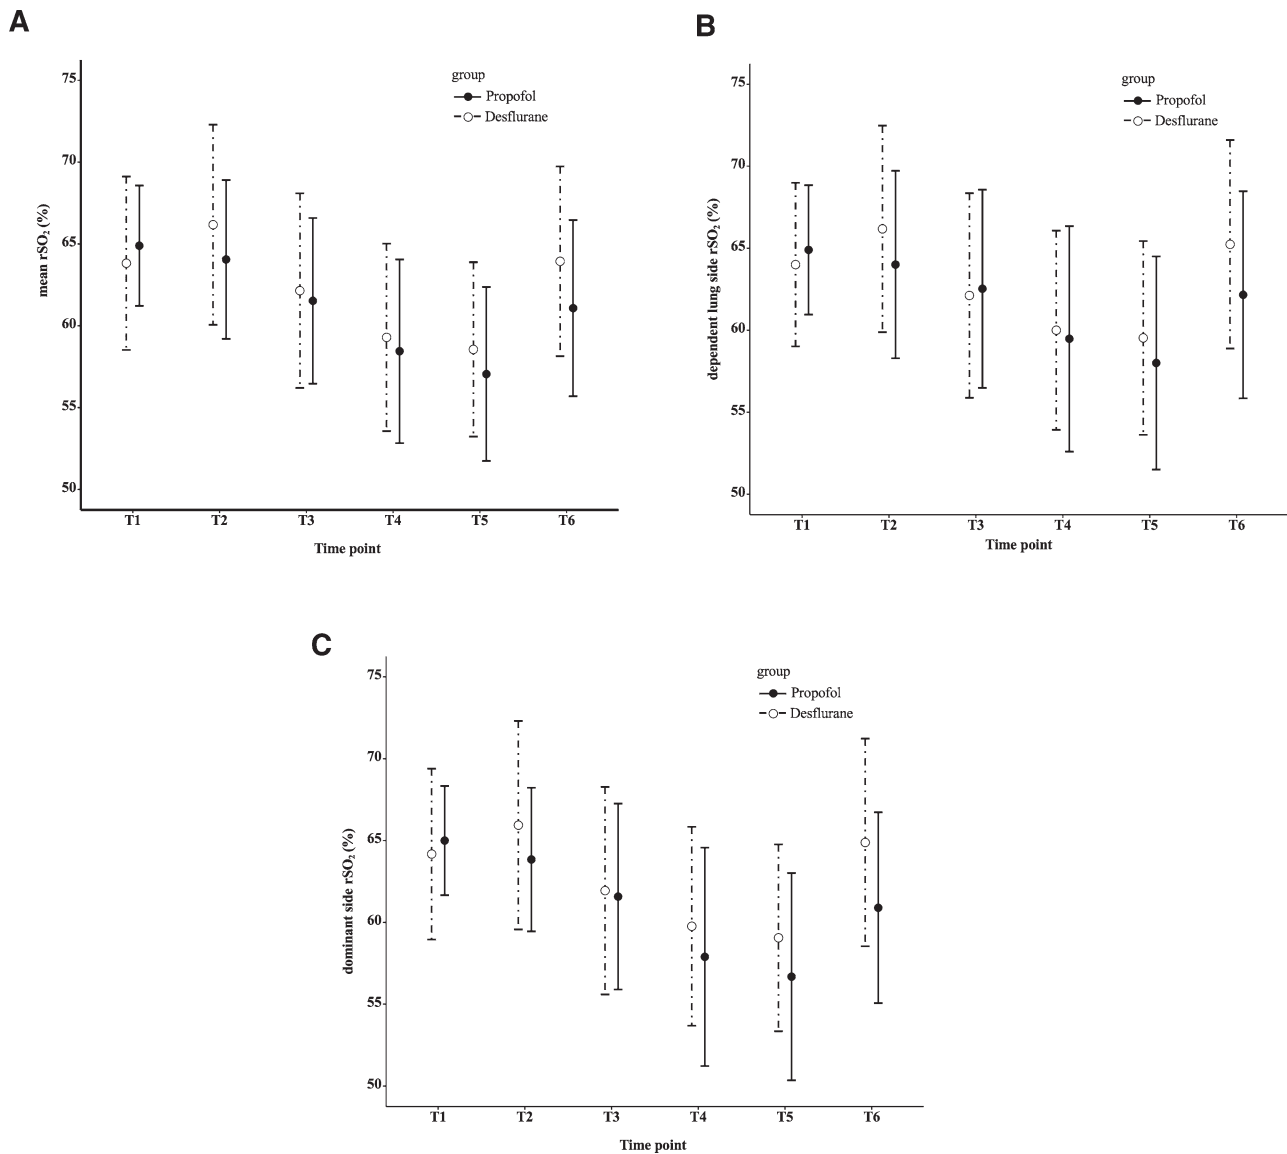 A
mean rSO₂ (%)
75
70
65
60
55
50
group
Propofol
Desflurane
T1 T2 T3 T4 T5 T6
Time point
B
dependent lung side rSO₂ (%)
75
70
65
60
55
50
group
Propofol
Desflurane
T1 T2 T3 T4 T5 T6
Time point
C
dominant side rSO₂ (%)
75
70
65
60
55
50
group
Propofol
Desflurane
T1 T2 T3 T4 T5 T6
Time point